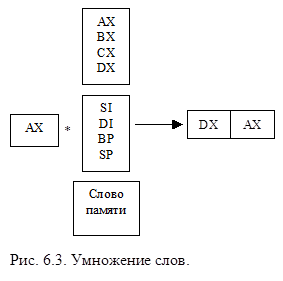 AX
BX
CX
DX
AX * SI
DI
BP
SP
DX AX
Слово
памяти
Рис. 6.3. Умножение слов.